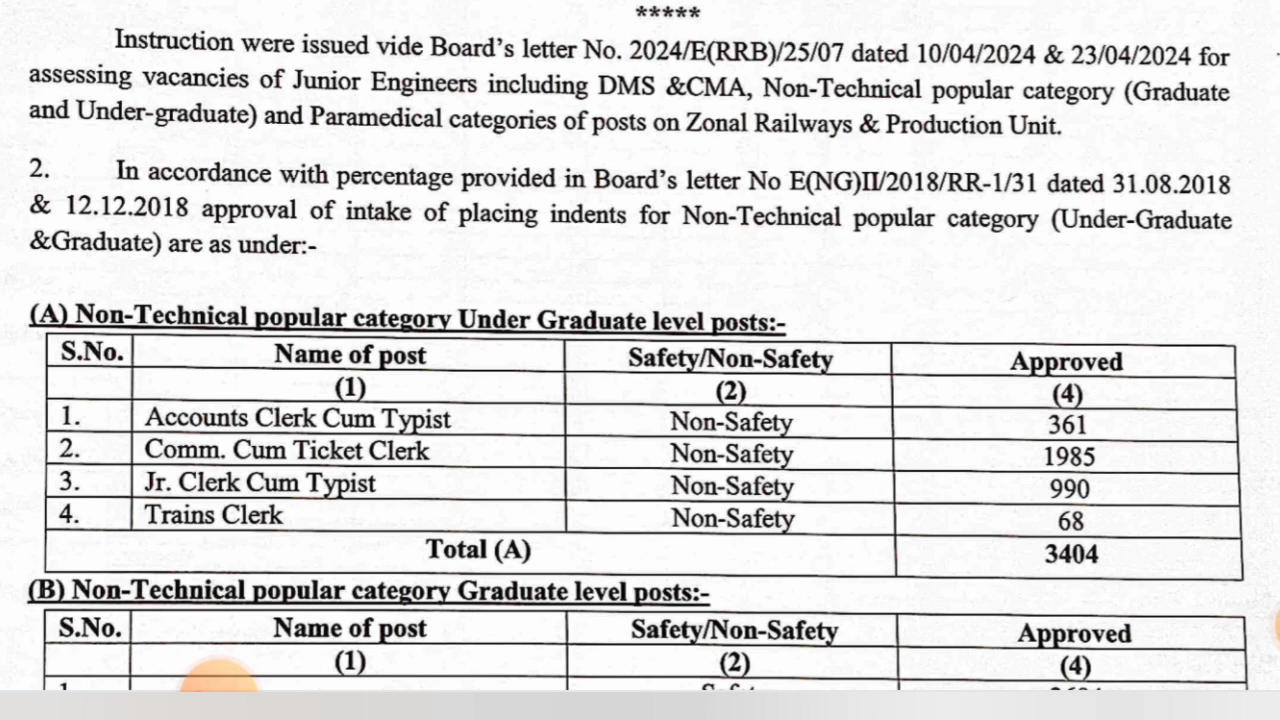 *****
Instruction were issued vide Board's letter No. 2024/E(RRB)/25/07 dated 10/04/2024 & 23/04/2024 for
assessing vacancies of Junior Engineers including DMS &CMA, Non-Technical popular category (Graduate
and Under-graduate) and Paramedical categories of posts on Zonal Railways & Production Unit.
2. In accordance with percentage provided in Board's letter No E(NG)II/2018/RR-1/31 dated 31.08.2018
& 12.12.2018 approval of intake of placing indents for Non-Technical popular category (Under-Graduate
&Graduate) are as under:-
(A) Non-Technical popular category Under Graduate level posts:-
S.No. Name of post Safety/Non-Safety Approved
(1) (2) (4)
1. Accounts Clerk Cum Typist Non-Safety 361
2. Comm. Cum Ticket Clerk Non-Safety 1985
3. Jr. Clerk Cum Typist Non-Safety 990
4. Trains Clerk Non-Safety 68
Total (A) 3404
(B) Non-Technical popular category Graduate level posts:-
S.No. Name of post Safety/Non-Safety Approved
(1) (2) (4)